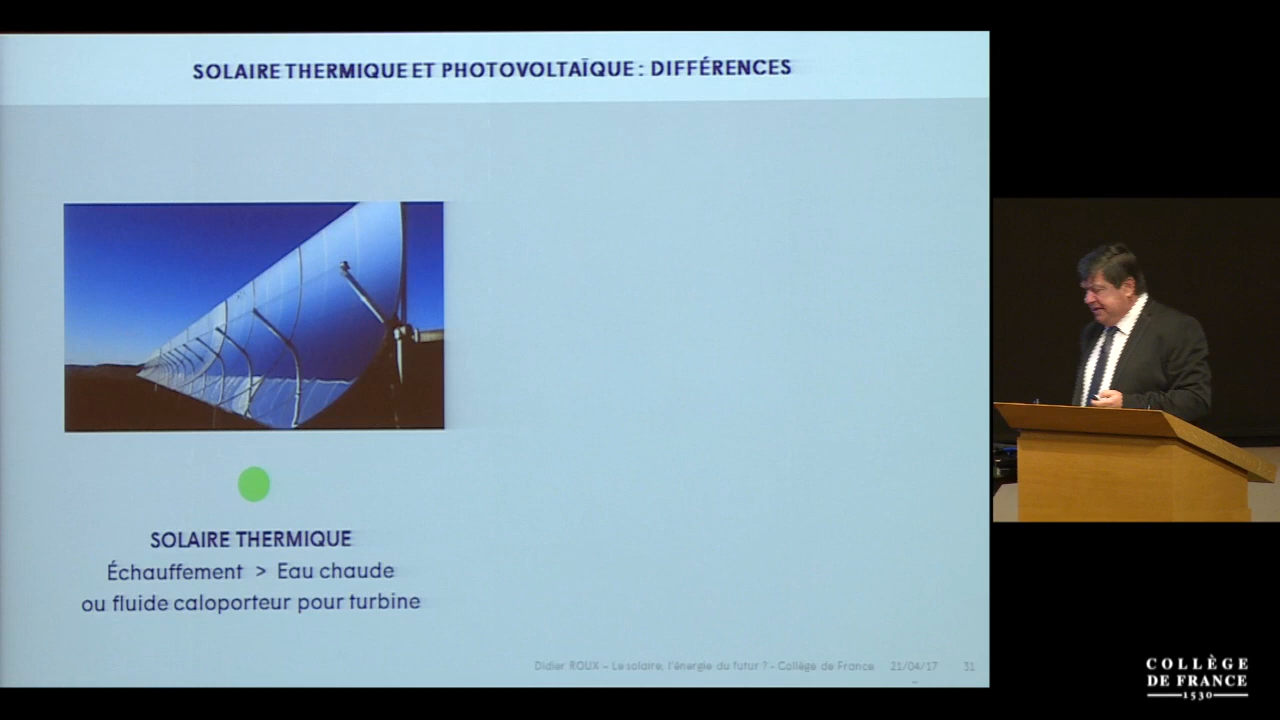 SOLAIRE THERMIQUE ET PHOTOVOLTAÏQUE : DIFFÉRENCES
SOLAIRE THERMIQUE
Échauffement > Eau chaude
ou fluide caloporteur pour turbine
Didier ROUX – Le solaire, l'énergie du futur ? - Collège de France 21/04/17 31
COLLÈGE
DE FRANCE
1530